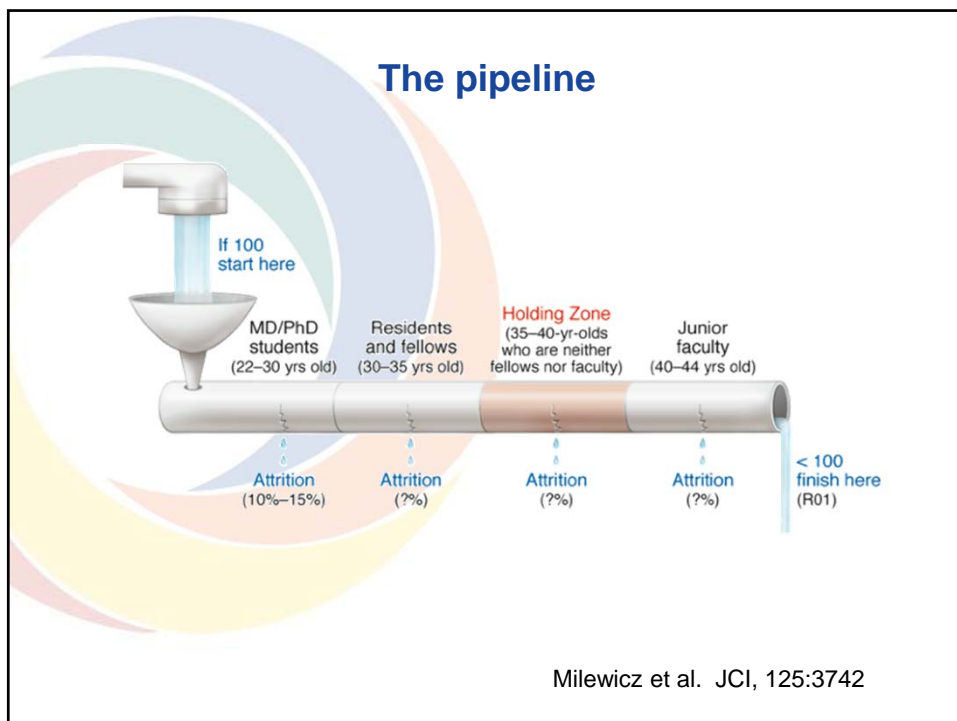 The pipeline
If 100
start here
MD/PhD
students
(22–30 yrs old)
Residents
and fellows
(30–35 yrs old)
Holding Zone
(35–40-yr-olds
who are neither
fellows nor faculty)
Junior
faculty
(40–44 yrs old)
Attrition
(10%–15%)
Attrition
(?%)
Attrition
(?%)
Attrition
(?%)
< 100
finish here
(R01)
Milewicz et al.  JCI, 125:3742